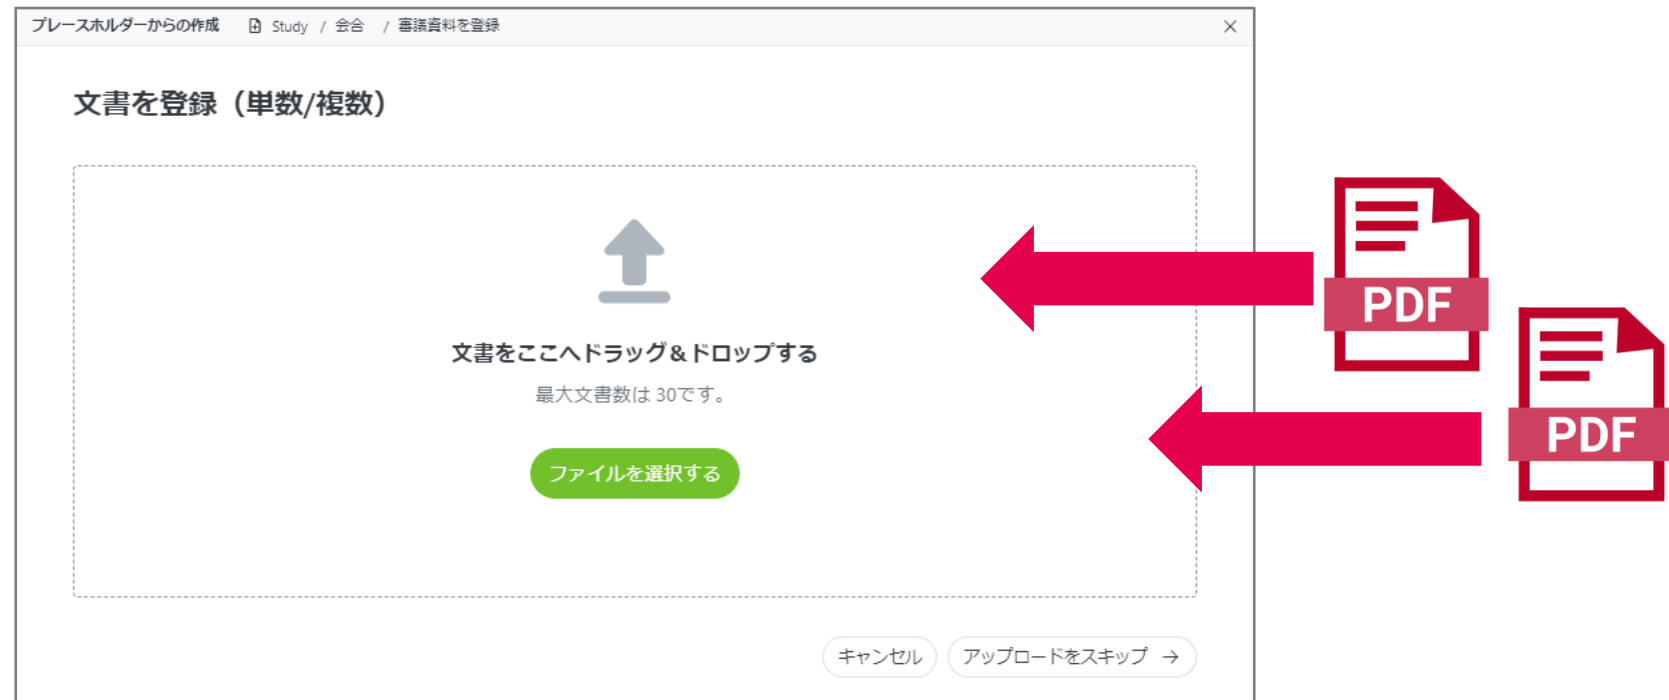 プレースホルダーからの作成 Study / 会合 / 審議資料を登録
文書を登録（単数/複数）
文書をここへドラッグ&ドロップする
最大文書数は 30です。
ファイルを選択する
キャンセル アップロードをスキップ →
PDF
PDF